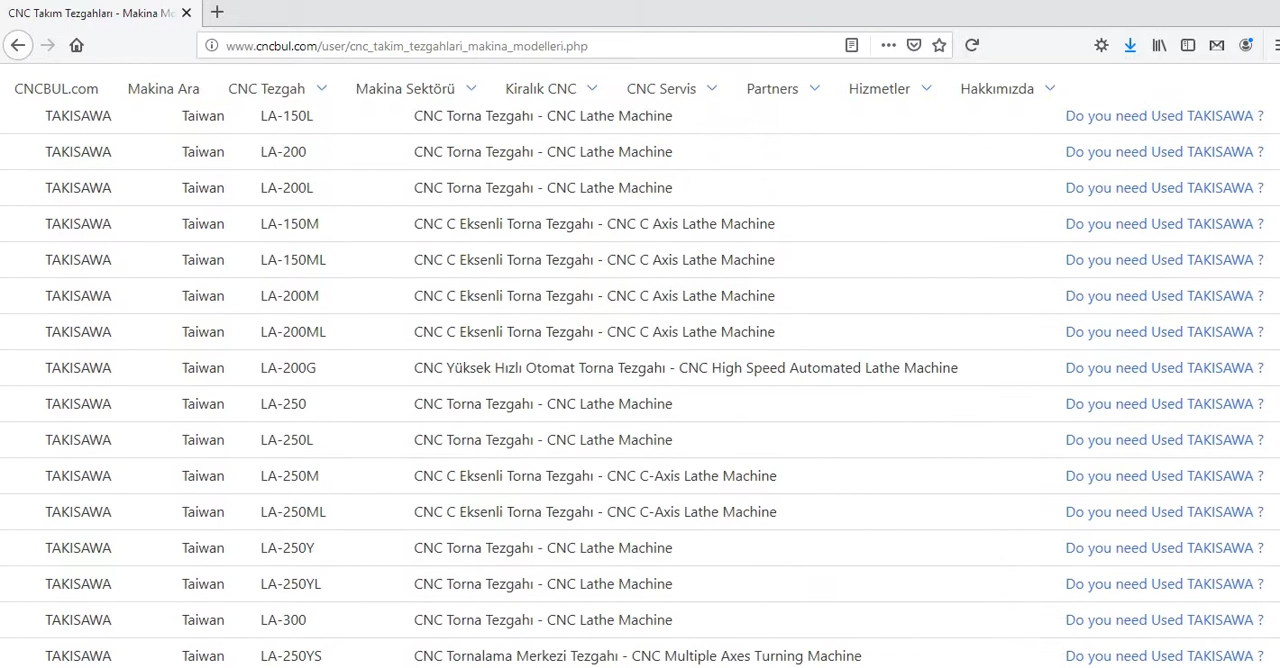 CNC Takım Tezgahları - Makina Mo
www.cncbul.com/user/cnc_takim_tezgahlari_makina_modelleri.php
CNCBUL.com Makina Ara CNC Tezgah Makina Sektörü Kiralık CNC CNC Servis Partners Hizmetler Hakkımızda
TAKISAWA Taiwan LA-150L CNC Torna Tezgahı - CNC Lathe Machine Do you need Used TAKISAWA ?
TAKISAWA Taiwan LA-200 CNC Torna Tezgahı - CNC Lathe Machine Do you need Used TAKISAWA ?
TAKISAWA Taiwan LA-200L CNC Torna Tezgahı - CNC Lathe Machine Do you need Used TAKISAWA ?
TAKISAWA Taiwan LA-150M CNC C Eksenli Torna Tezgahı - CNC C Axis Lathe Machine Do you need Used TAKISAWA ?
TAKISAWA Taiwan LA-150ML CNC C Eksenli Torna Tezgahı - CNC C Axis Lathe Machine Do you need Used TAKISAWA ?
TAKISAWA Taiwan LA-200M CNC C Eksenli Torna Tezgahı - CNC C Axis Lathe Machine Do you need Used TAKISAWA ?
TAKISAWA Taiwan LA-200ML CNC C Eksenli Torna Tezgahı - CNC C Axis Lathe Machine Do you need Used TAKISAWA ?
TAKISAWA Taiwan LA-200G CNC Yüksek Hızlı Otomat Torna Tezgahı - CNC High Speed Automated Lathe Machine Do you need Used TAKISAWA ?
TAKISAWA Taiwan LA-250 CNC Torna Tezgahı - CNC Lathe Machine Do you need Used TAKISAWA ?
TAKISAWA Taiwan LA-250L CNC Torna Tezgahı - CNC Lathe Machine Do you need Used TAKISAWA ?
TAKISAWA Taiwan LA-250M CNC C Eksenli Torna Tezgahı - CNC C-Axis Lathe Machine Do you need Used TAKISAWA ?
TAKISAWA Taiwan LA-250ML CNC C Eksenli Torna Tezgahı - CNC C-Axis Lathe Machine Do you need Used TAKISAWA ?
TAKISAWA Taiwan LA-250Y CNC Torna Tezgahı - CNC Lathe Machine Do you need Used TAKISAWA ?
TAKISAWA Taiwan LA-250YL CNC Torna Tezgahı - CNC Lathe Machine Do you need Used TAKISAWA ?
TAKISAWA Taiwan LA-300 CNC Torna Tezgahı - CNC Lathe Machine Do you need Used TAKISAWA ?
TAKISAWA Taiwan LA-250YS CNC Tornalama Merkezi Tezgahı - CNC Multiple Axes Turning Machine Do you need Used TAKISAWA ?